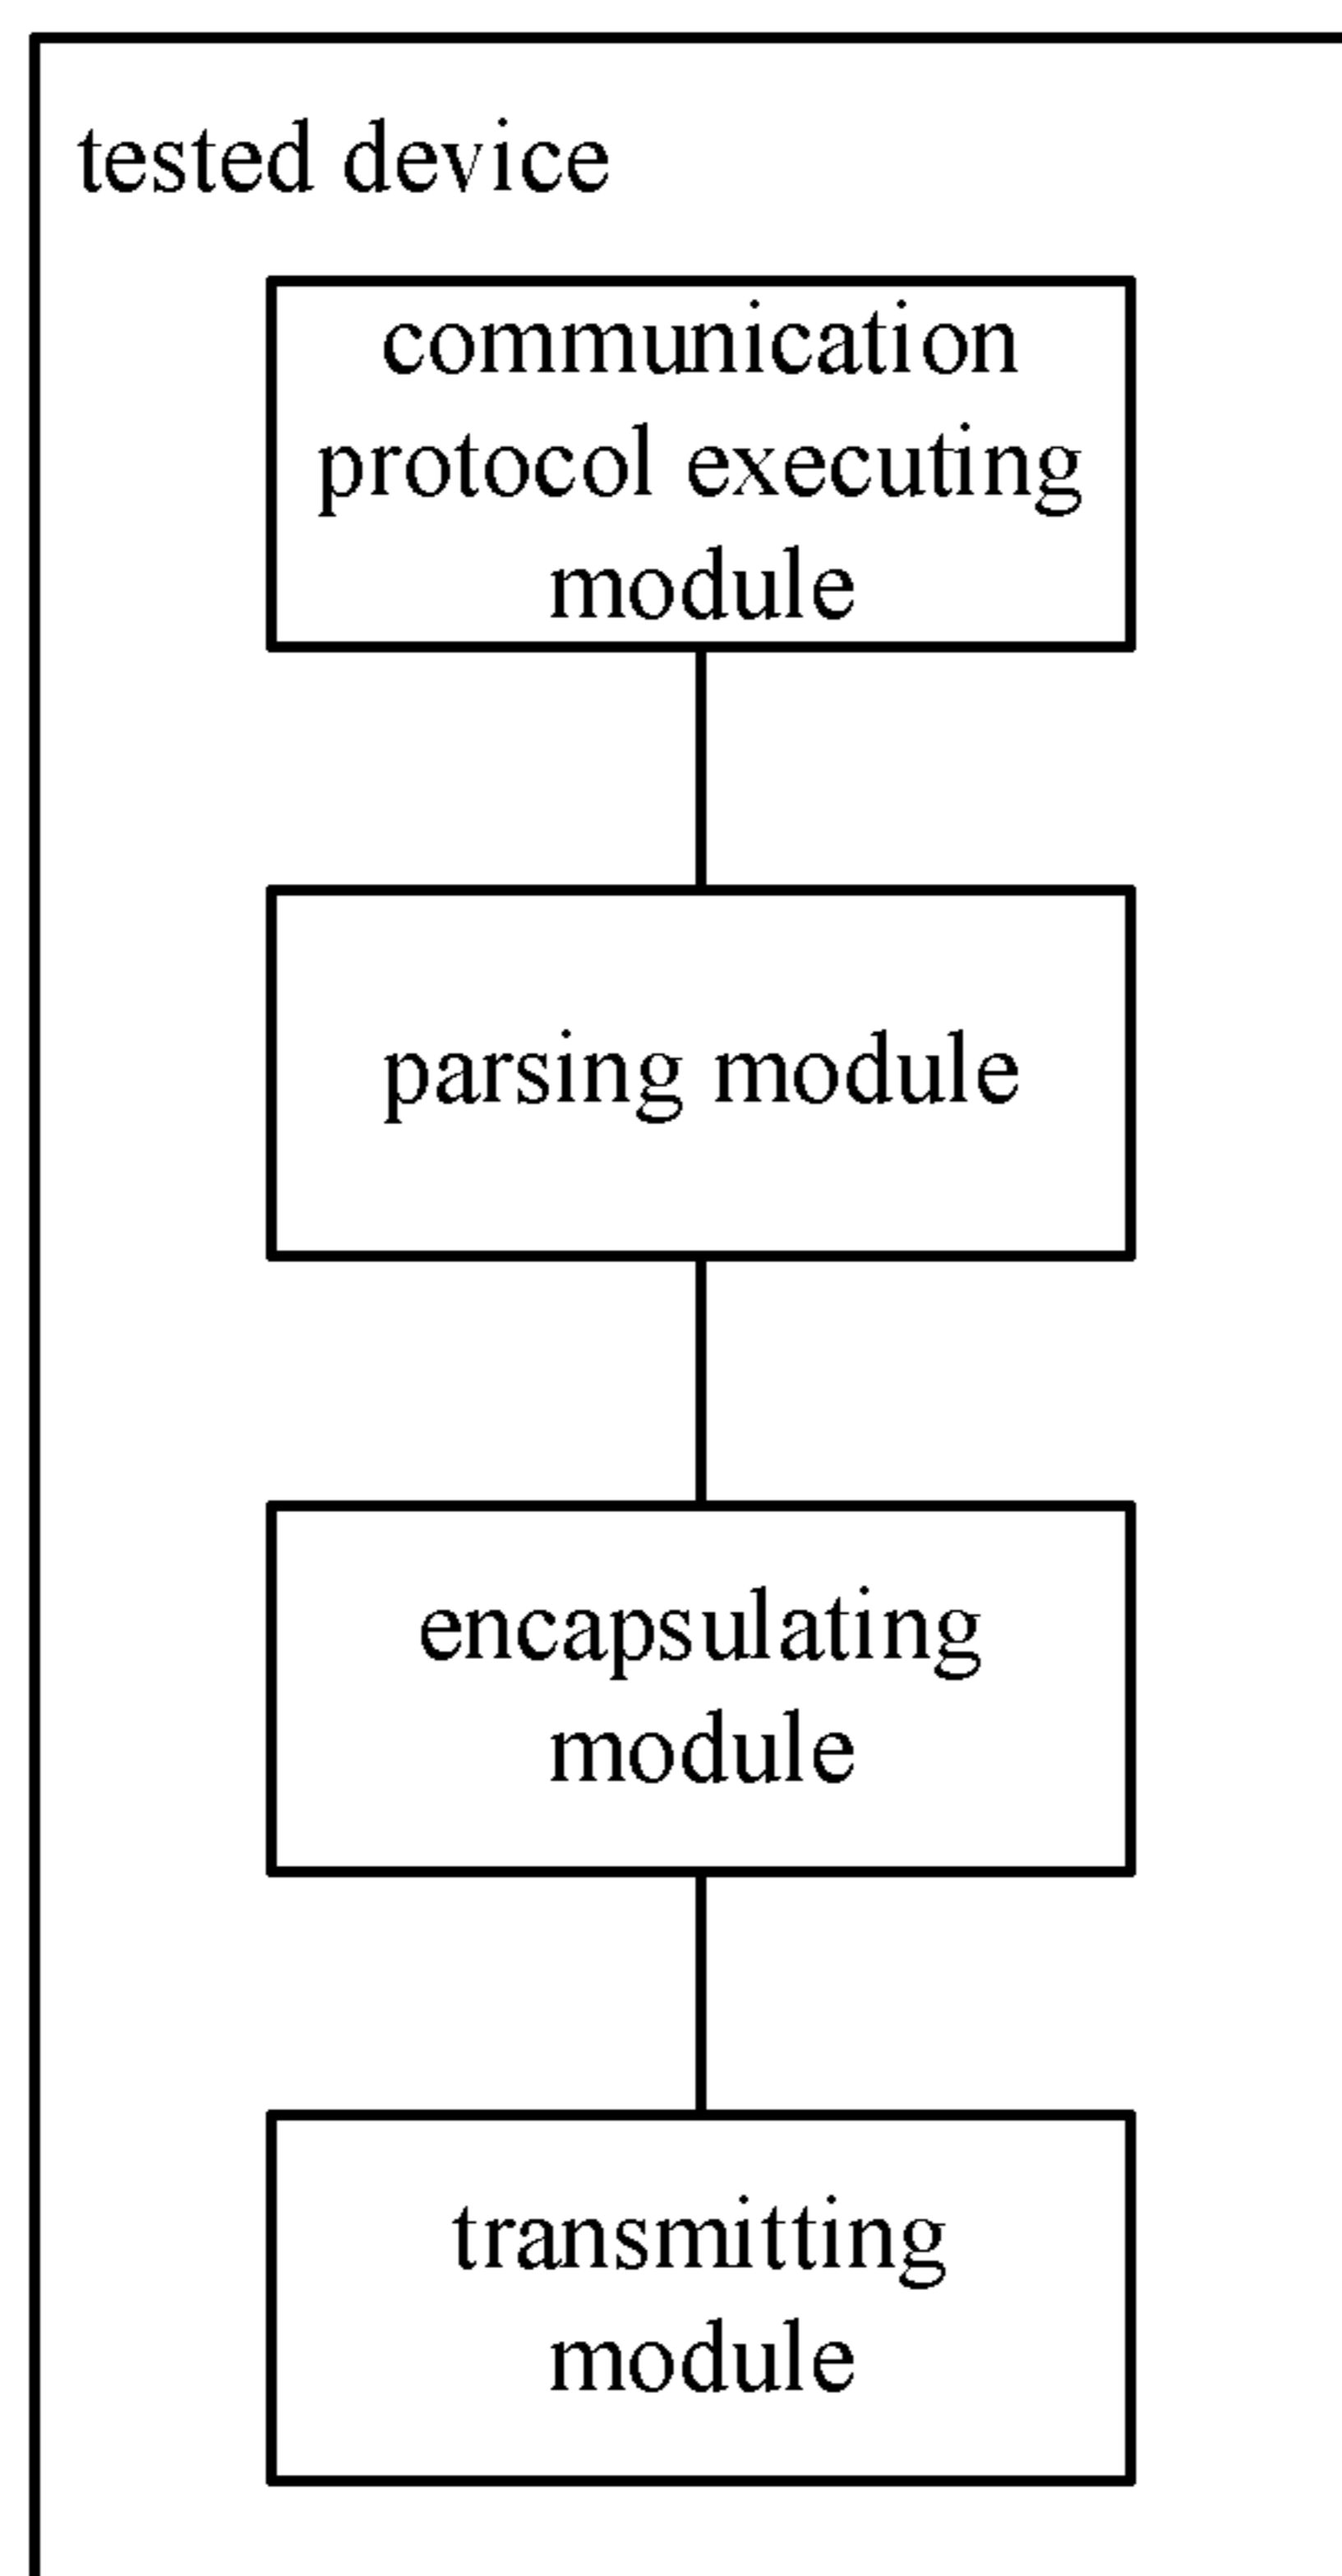 tested device
communication
protocol executing
module
parsing module
encapsulating
module
transmitting
module